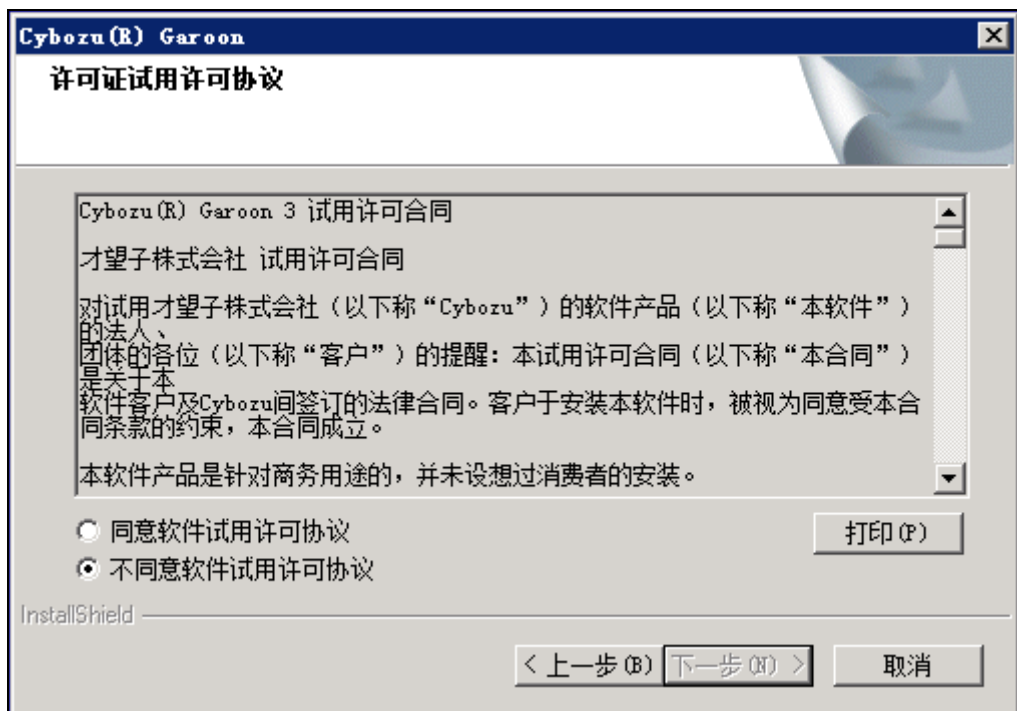 Cybozu(R) Garoon
许可证试用许可协议
Cybozu(R) Garoon 3 试用许可合同
才望子株式会社 试用许可合同
对试用才望子株式会社（以下称“Cybozu”）的软件产品（以下称“本软件”）
的法人、
团体的各位（以下称“客户”）的提醒：本试用许可合同（以下称“本合同”）
是关于本
软件客户及Cybozu间签订的法律合同。客户于安装本软件时，被视为同意受本合
同条款的约束，本合同成立。
本软件产品是针对商务用途的，并未设想过消费者的安装。
同意软件试用许可协议
打印(P)
不同意软件试用许可协议
InstallShield
< 上一步(B)
下一步(N) >
取消